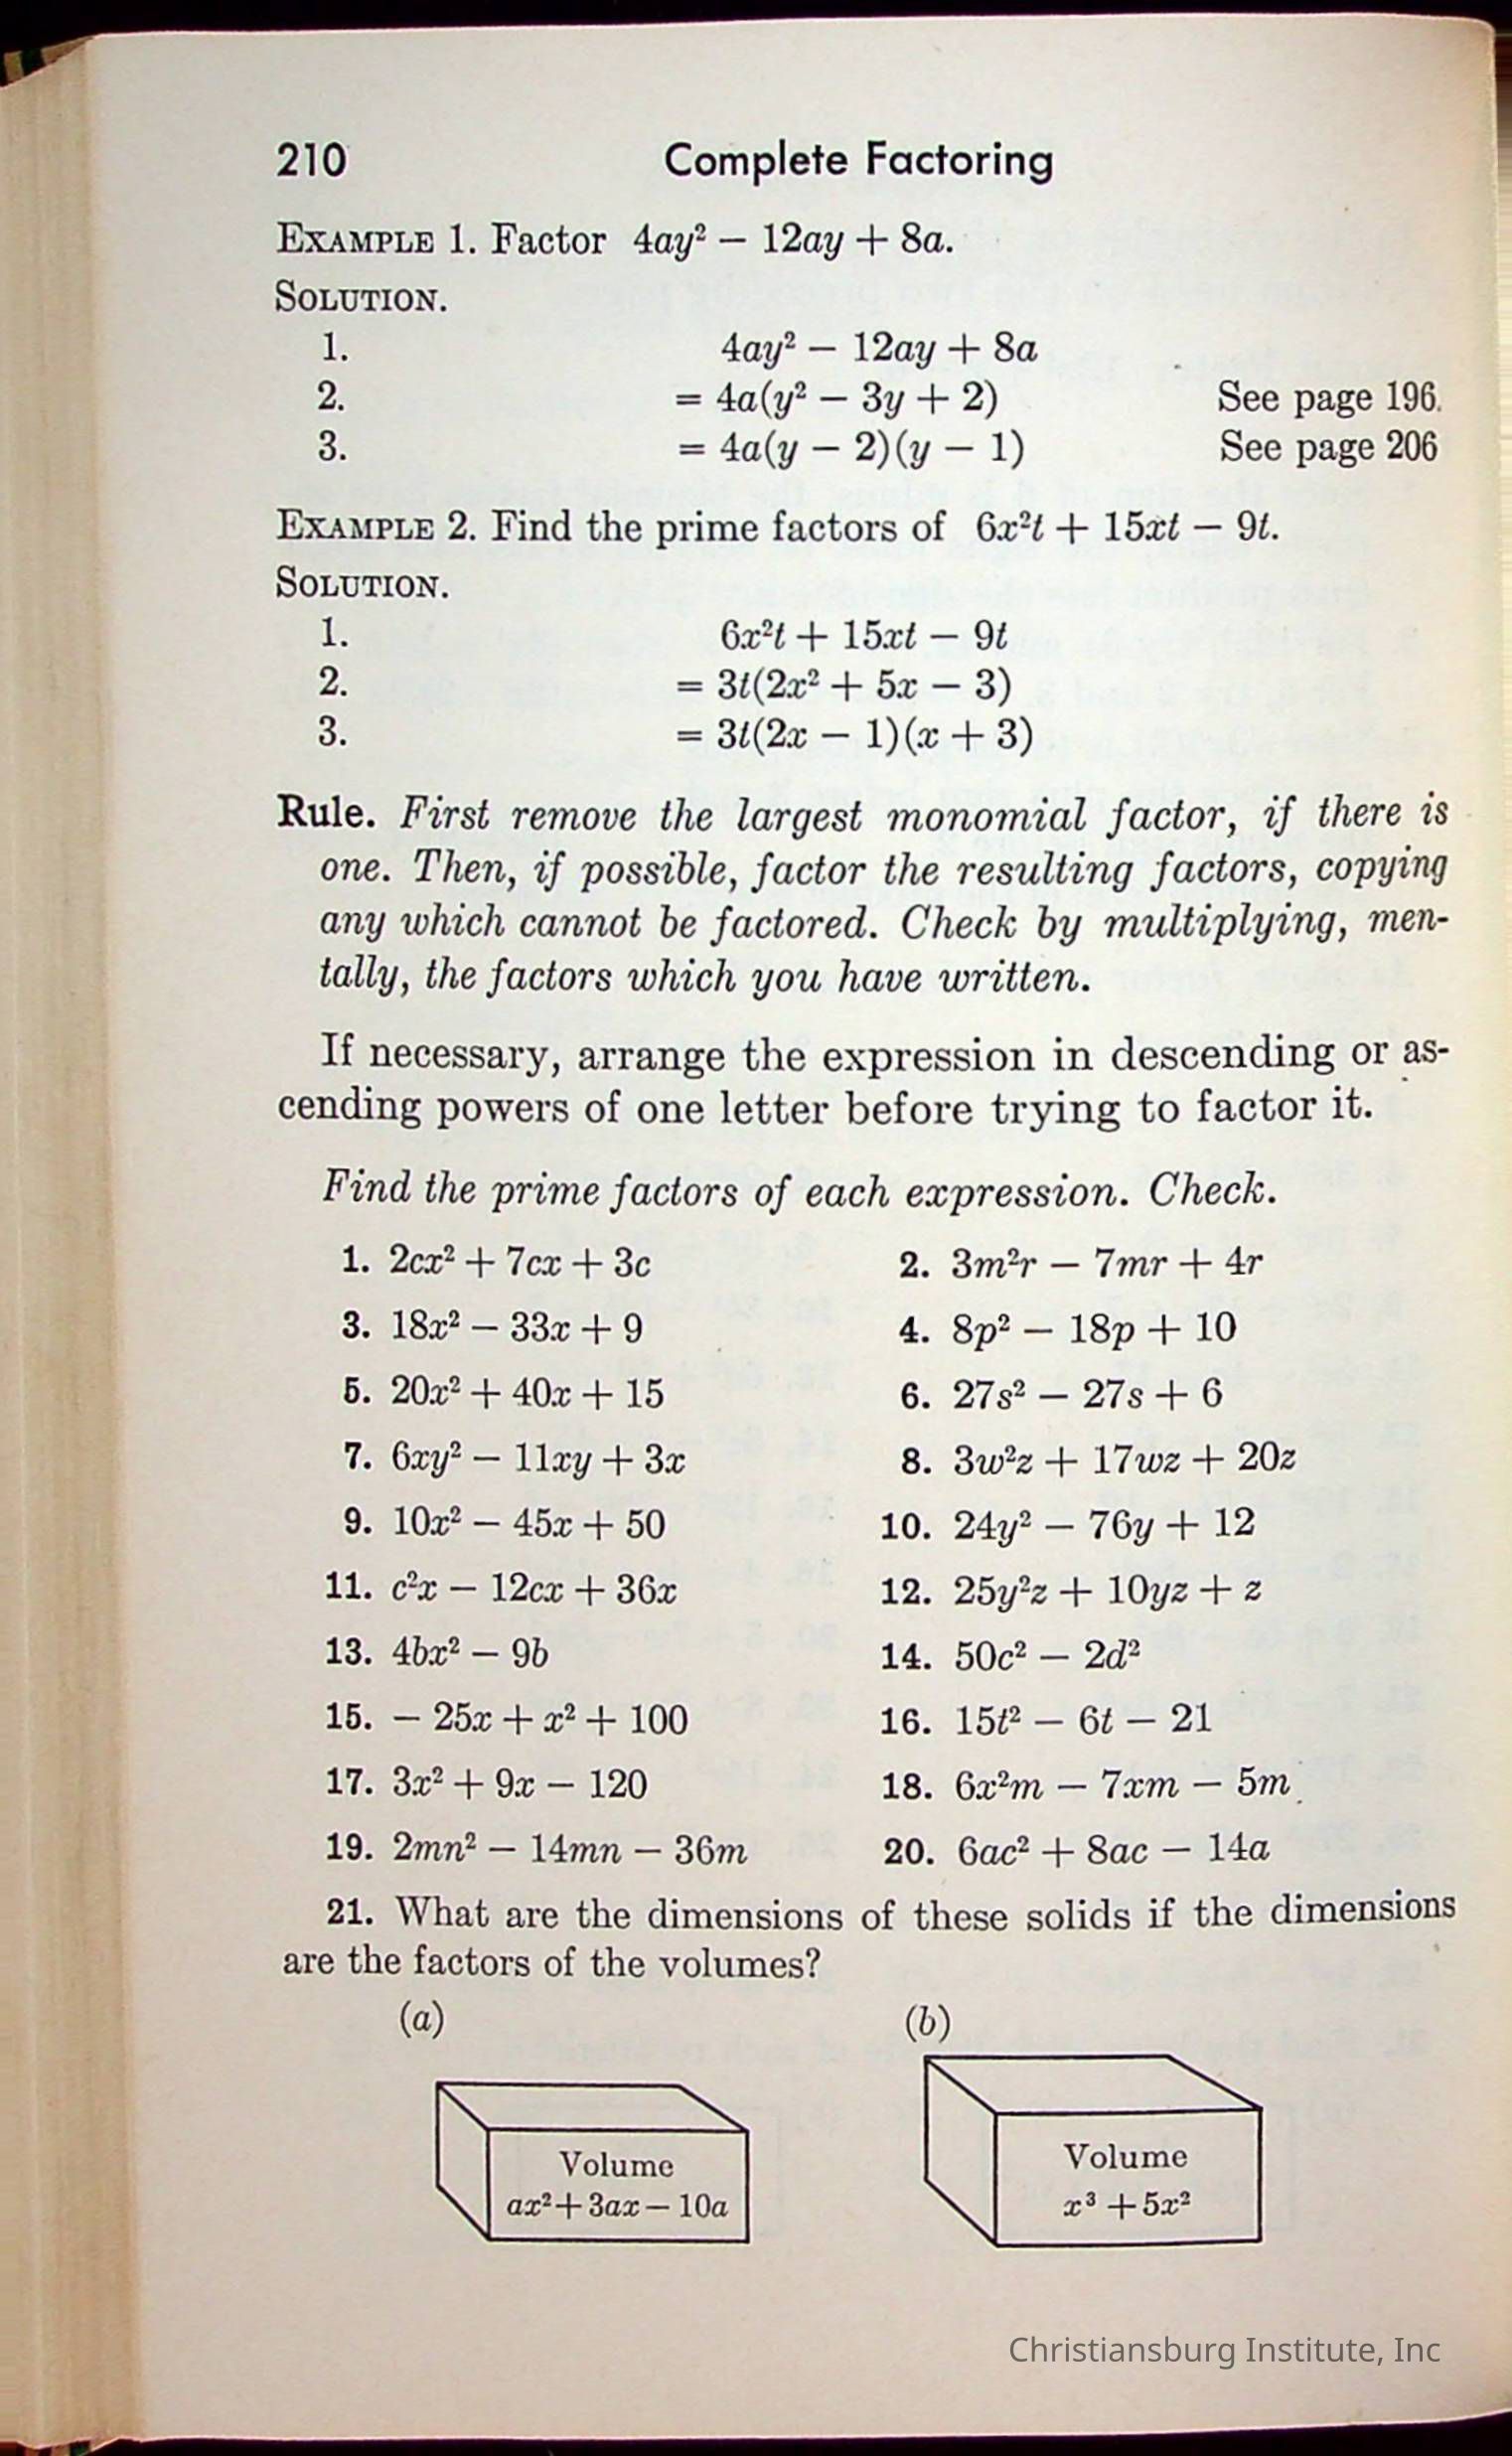 210 Complete Factoring
EXAMPLE 1. Factor 4ay² − 12ay + 8a.
SOLUTION.
1. 4ay² − 12ay + 8a
2. = 4a(y² − 3y + 2) See page 196.
3. = 4a(y − 2)(y − 1) See page 206
EXAMPLE 2. Find the prime factors of 6x²t + 15xt − 9t.
SOLUTION.
1. 6x²t + 15xt − 9t
2. = 3t(2x² + 5x − 3)
3. = 3t(2x − 1)(x + 3)
Rule. First remove the largest monomial factor, if there is
one. Then, if possible, factor the resulting factors, copying
any which cannot be factored. Check by multiplying, men-
tally, the factors which you have written.
If necessary, arrange the expression in descending or as-
cending powers of one letter before trying to factor it.
Find the prime factors of each expression. Check.
1. 2cx² + 7cx + 3c 2. 3m²r − 7mr + 4r
3. 18x² − 33x + 9 4. 8p² − 18p + 10
5. 20x² + 40x + 15 6. 27s² − 27s + 6
7. 6xy² − 11xy + 3x 8. 3w²z + 17wz + 20z
9. 10x² − 45x + 50 10. 24y² − 76y + 12
11. c²x − 12cx + 36x 12. 25y²z + 10yz + z
13. 4bx² − 9b 14. 50c² − 2d²
15. − 25x + x² + 100 16. 15t² − 6t − 21
17. 3x² + 9x − 120 18. 6x²m − 7xm − 5m
19. 2mn² − 14mn − 36m 20. 6ac² + 8ac − 14a
21. What are the dimensions of these solids if the dimensions
are the factors of the volumes?
(a) (b)
Volume
ax²+3ax−10a
Volume
x³ +5x²
Christiansburg Institute, Inc